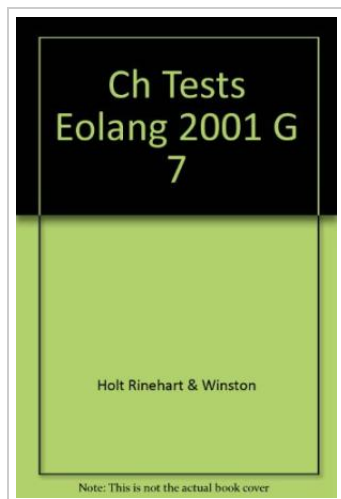 Ch Tests
Eolang 2001 G
7
Holt Rinehart & Winston
Note: This is not the actual book cover